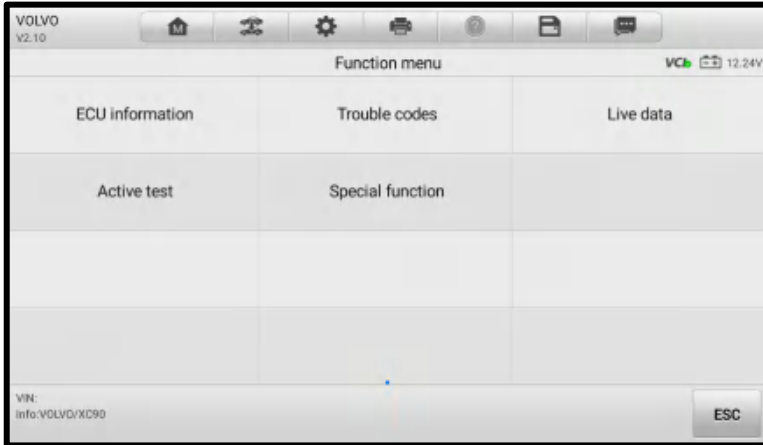 VOLVO
V2.10
M
Function menu
VCI 12.24V
ECU information Trouble codes Live data
Active test Special function
VIN:
Info:VOLVO/XC90
ESC